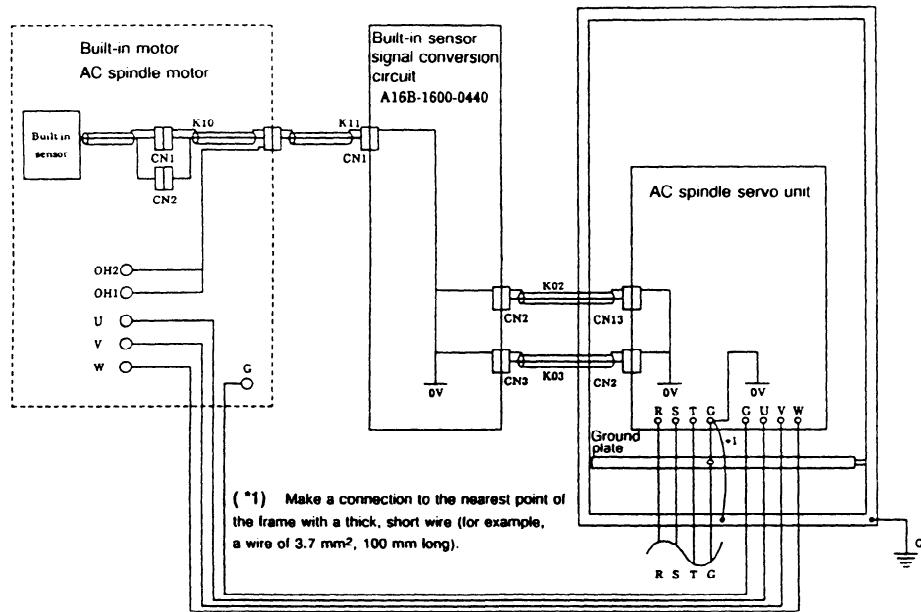 Built-in motor
AC spindle motor
Built-in sensor
signal conversion
circuit
A16B-1600-0440
Built in
sensor
K10
CN1
CN2
K11
CN1
AC spindle servo unit
OH2
OH1
U
V
W
G
K02
CN2
CN13
CN3
K03
CN2
0V
0V
0V
R S T G G U V W
*1
Ground
plate
(*1) Make a connection to the nearest point of
the frame with a thick, short wire (for example,
a wire of 3.7 mm², 100 mm long).
R S T G